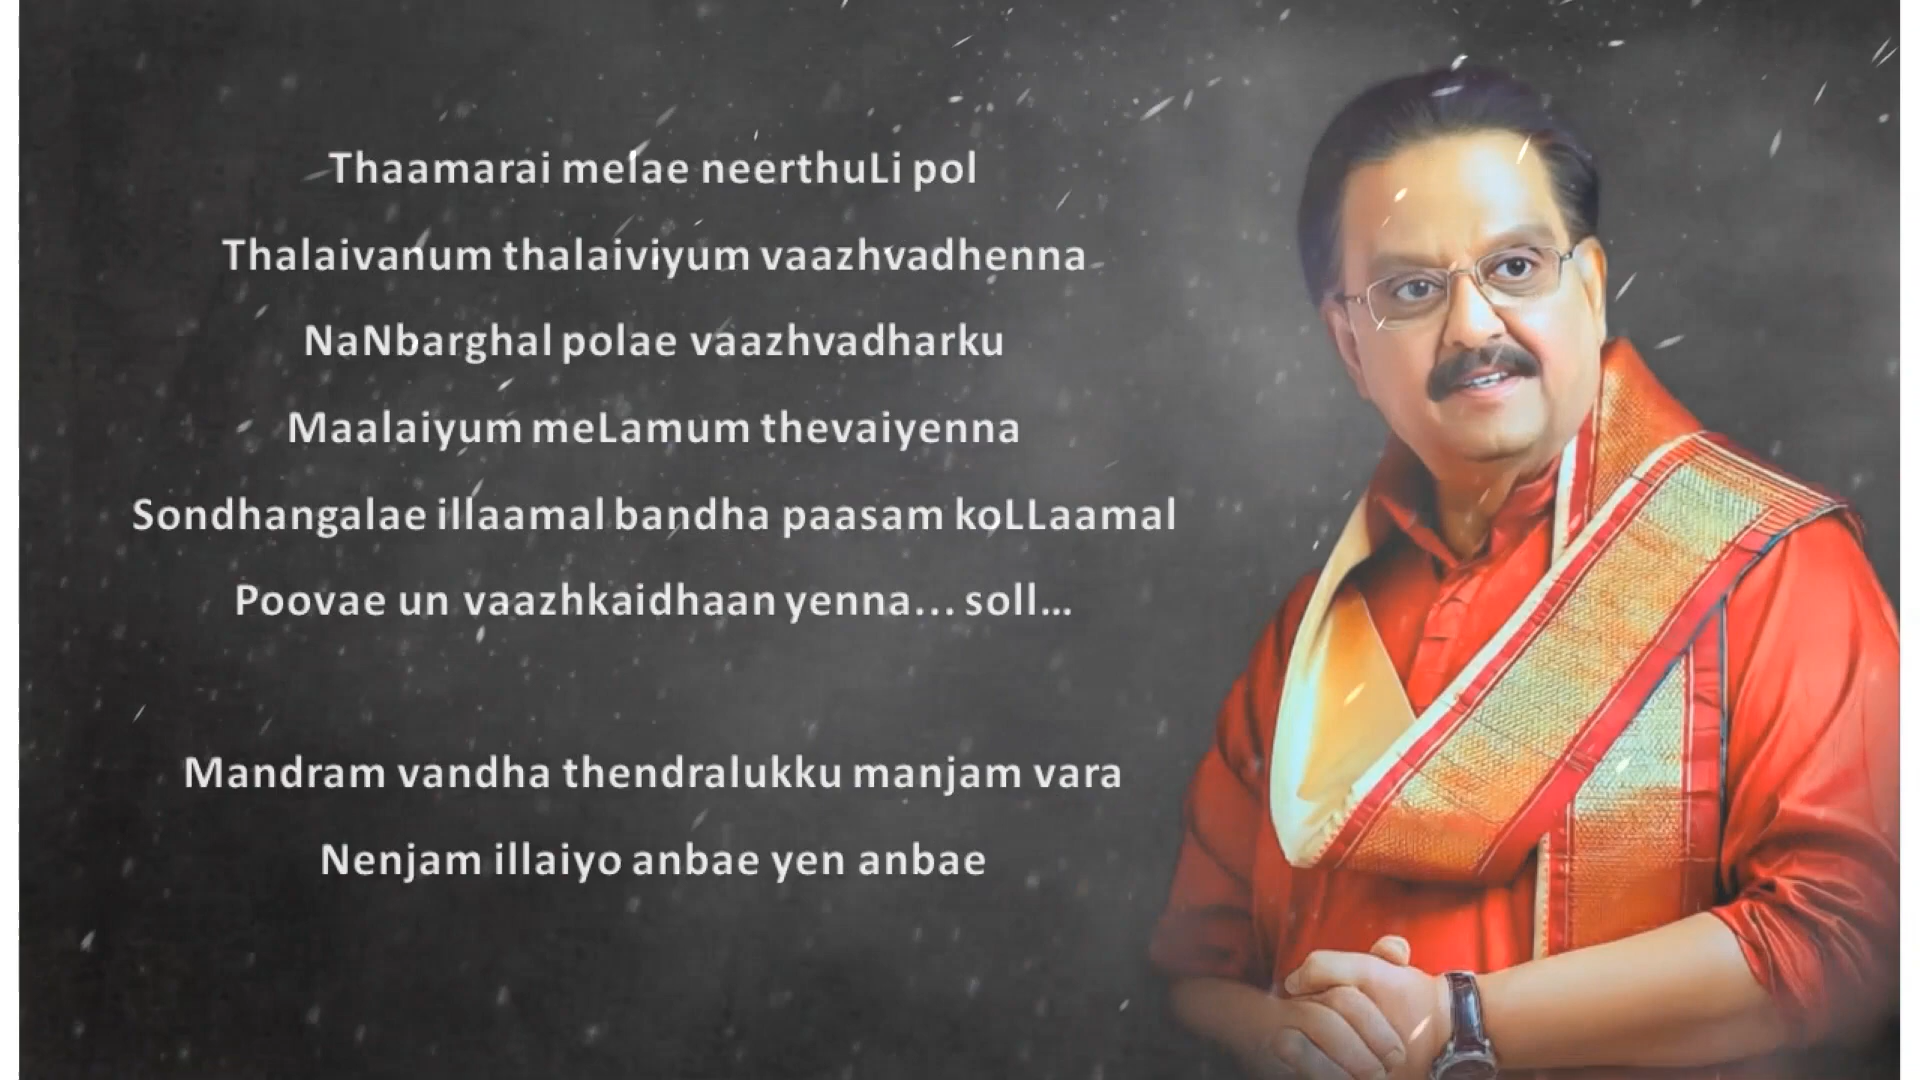 Thaamarai melae neerthuLi pol
Thalaivanum thalaiviyum vaazhvadhenna
NaNbarghal polae vaazhvadharku
Maalaiyum meLamum thevaiyenna
Sondhangalae illaamal bandha paasam koLLaamal
Poovae un vaazhkaidhaan yenna... soll...
Mandram vandha thendralukku manjam vara
Nenjam illaiyo anbae yen anbae